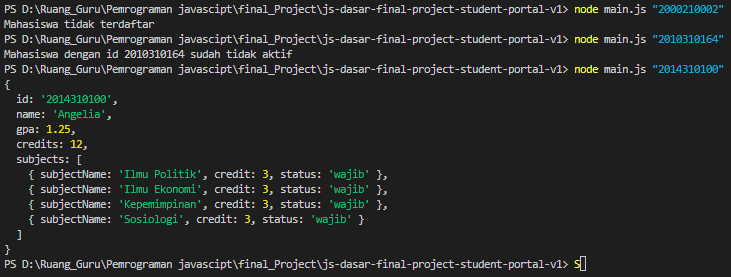 PS D:\Ruang_Guru\Pemrograman javascipt\final_Project\js-dasar-final-project-student-portal-v1> node main.js "2000210002"
Mahasiswa tidak terdaftar
PS D:\Ruang_Guru\Pemrograman javascipt\final_Project\js-dasar-final-project-student-portal-v1> node main.js "2010310164"
Mahasiswa dengan id 2010310164 sudah tidak aktif
PS D:\Ruang_Guru\Pemrograman javascipt\final_Project\js-dasar-final-project-student-portal-v1> node main.js "2014310100"
{
  id: '2014310100',
  name: 'Angelia',
  gpa: 1.25,
  credits: 12,
  subjects: [
    { subjectName: 'Ilmu Politik', credit: 3, status: 'wajib' },
    { subjectName: 'Ilmu Ekonomi', credit: 3, status: 'wajib' },
    { subjectName: 'Kepemimpinan', credit: 3, status: 'wajib' },
    { subjectName: 'Sosiologi', credit: 3, status: 'wajib' }
  ]
}
PS D:\Ruang_Guru\Pemrograman javascipt\final_Project\js-dasar-final-project-student-portal-v1> S